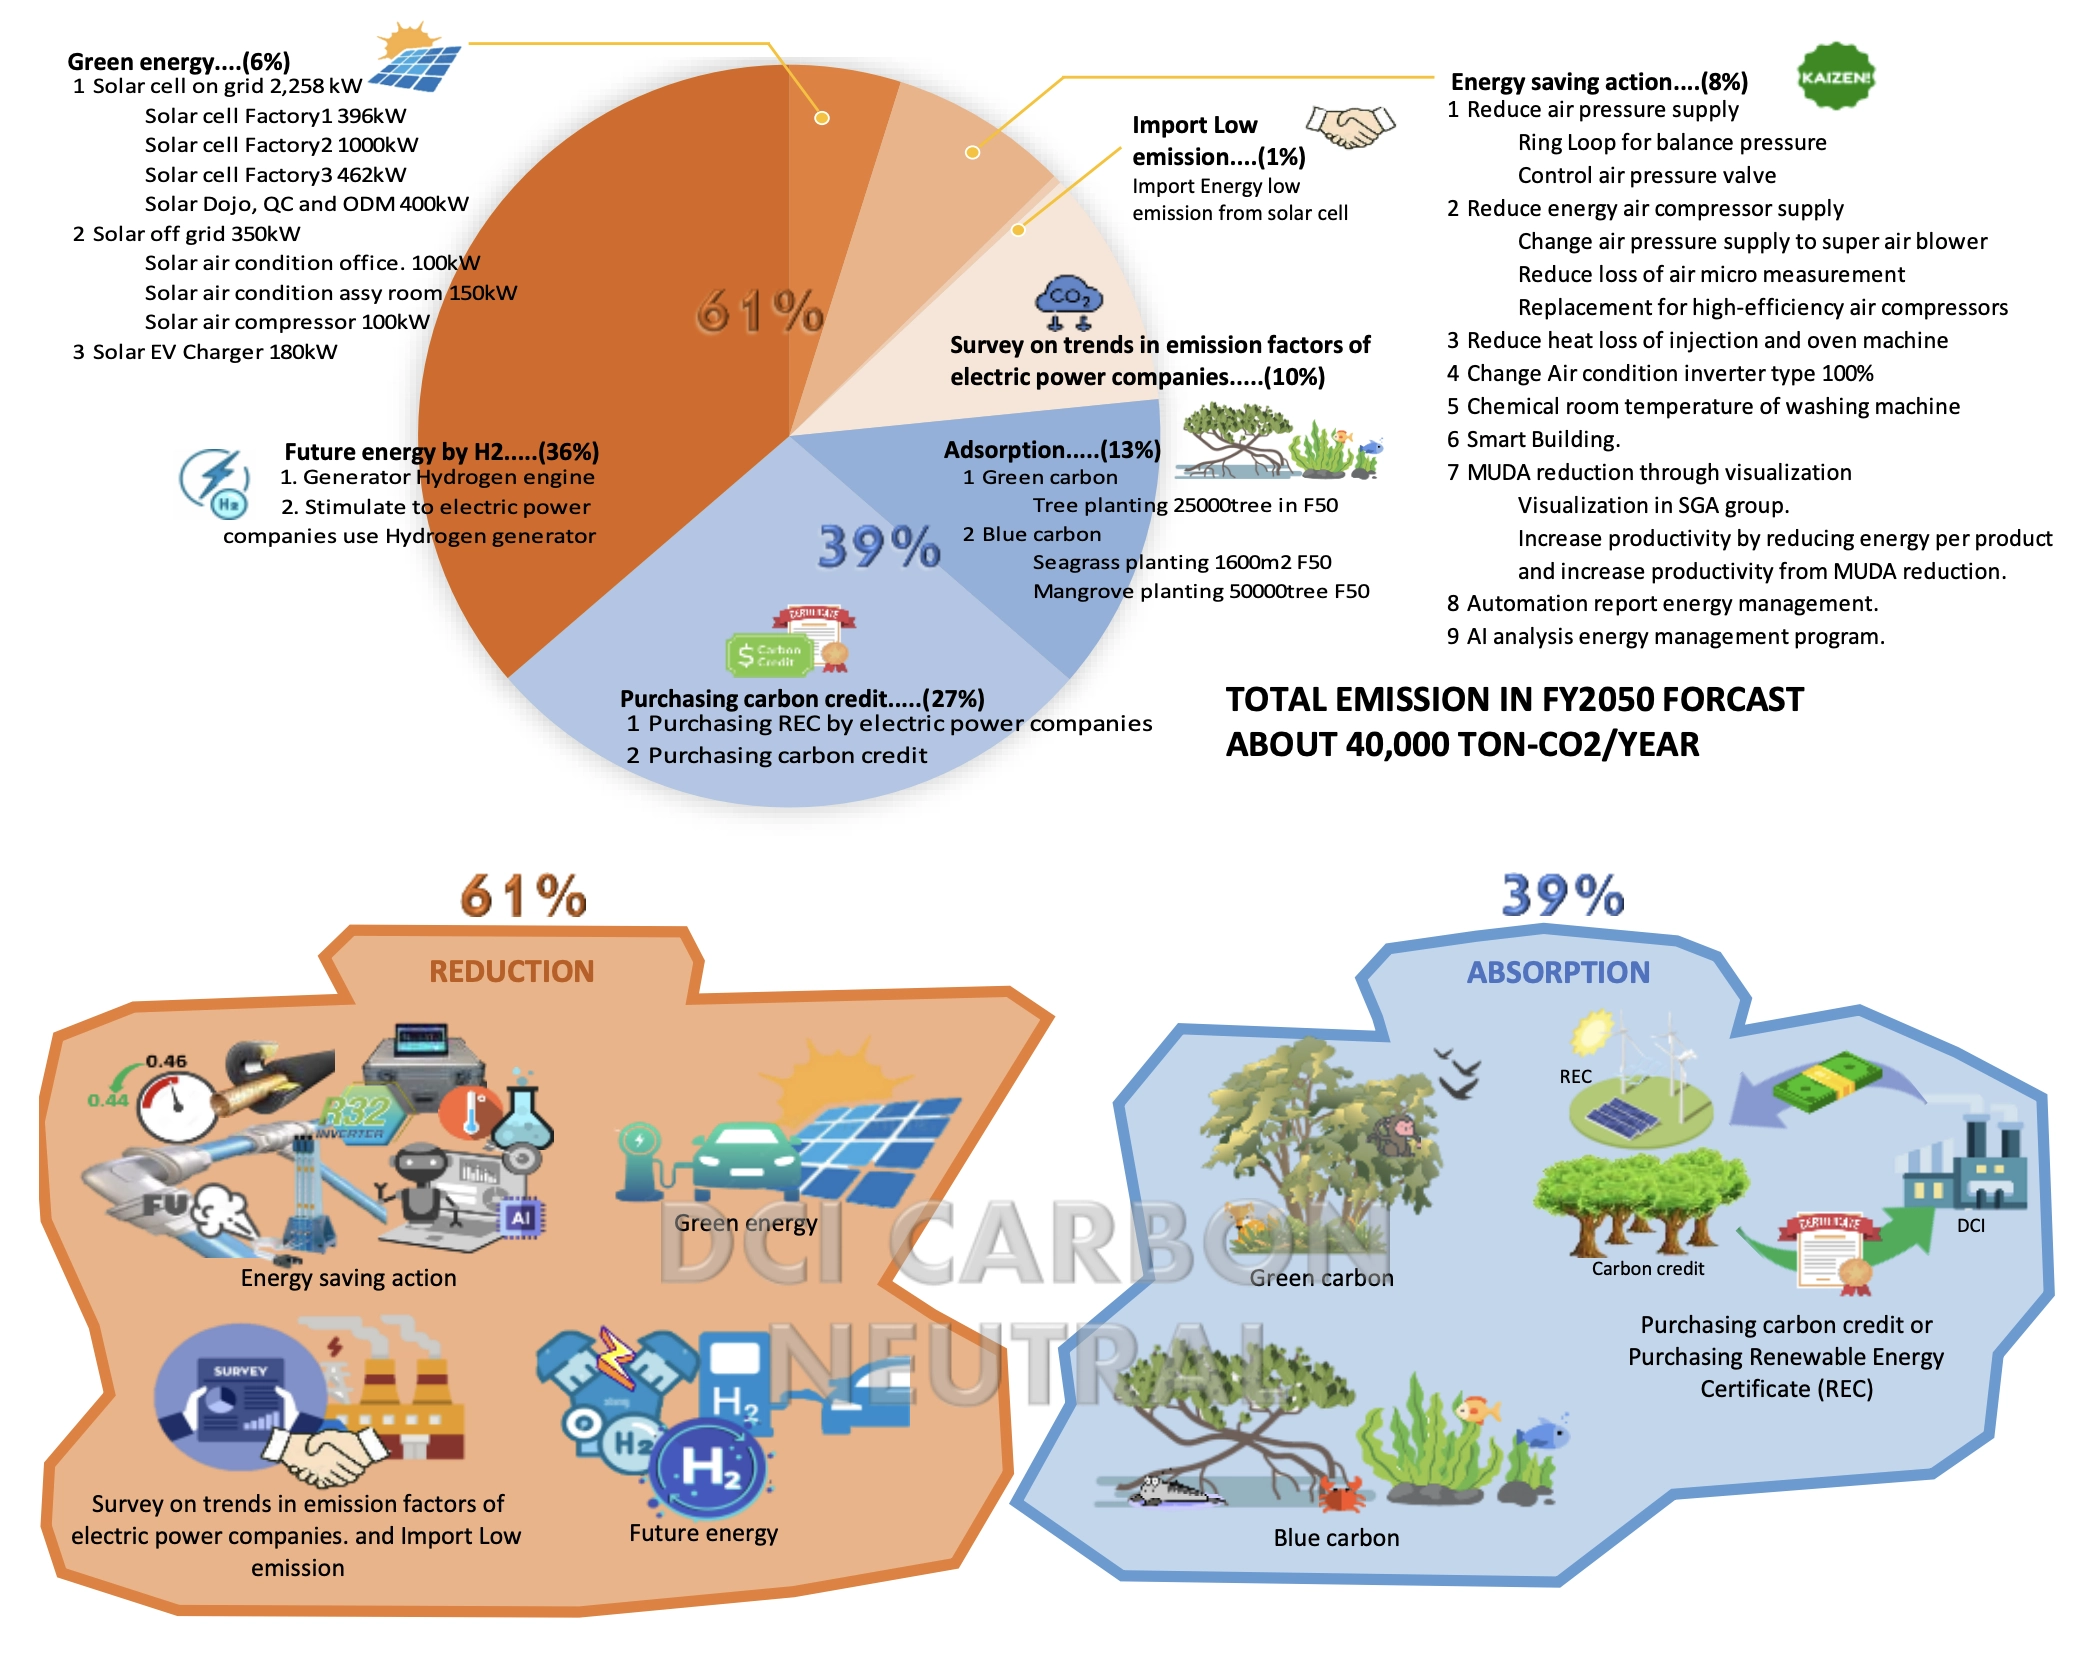 Green energy....(6%)
1 Solar cell on grid 2,258 kW
Solar cell Factory1 396kW
Solar cell Factory2 1000kW
Solar cell Factory3 462kW
Solar Dojo, QC and ODM 400kW
2 Solar off grid 350kW
Solar air condition office. 100kW
Solar air condition assy room 150kW
Solar air compressor 100kW
3 Solar EV Charger 180kW
Future energy by H2.....(36%)
1. Generator Hydrogen engine
2. Stimulate to electric power
companies use Hydrogen generator
H2
61%
Import Low
emission....(1%)
Import Energy low
emission from solar cell
CO2
Survey on trends in emission factors of
electric power companies.....(10%)
Adsorption.....(13%)
1 Green carbon
Tree planting 25000tree in F50
2 Blue carbon
Seagrass planting 1600m2 F50
Mangrove planting 50000tree F50
39%
CERTIFICATE
$ Carbon
Credit
Purchasing carbon credit.....(27%)
1 Purchasing REC by electric power companies
2 Purchasing carbon credit
Energy saving action....(8%)
KAIZEN!
1 Reduce air pressure supply
Ring Loop for balance pressure
Control air pressure valve
2 Reduce energy air compressor supply
Change air pressure supply to super air blower
Reduce loss of air micro measurement
Replacement for high-efficiency air compressors
3 Reduce heat loss of injection and oven machine
4 Change Air condition inverter type 100%
5 Chemical room temperature of washing machine
6 Smart Building.
7 MUDA reduction through visualization
Visualization in SGA group.
Increase productivity by reducing energy per product
and increase productivity from MUDA reduction.
8 Automation report energy management.
9 AI analysis energy management program.
TOTAL EMISSION IN FY2050 FORCAST
ABOUT 40,000 TON-CO2/YEAR
61%
REDUCTION
0.46
0.44
R32
INVERTER
FU
AI
Energy saving action
Green energy
SURVEY
Survey on trends in emission factors of
electric power companies. and Import Low
emission
H2
H2
H2
Future energy
DCI CARBON
NEUTRAL
39%
ABSORPTION
Green carbon
REC
DCI
CERTIFICATE
Carbon credit
Purchasing carbon credit or
Purchasing Renewable Energy
Certificate (REC)
Blue carbon